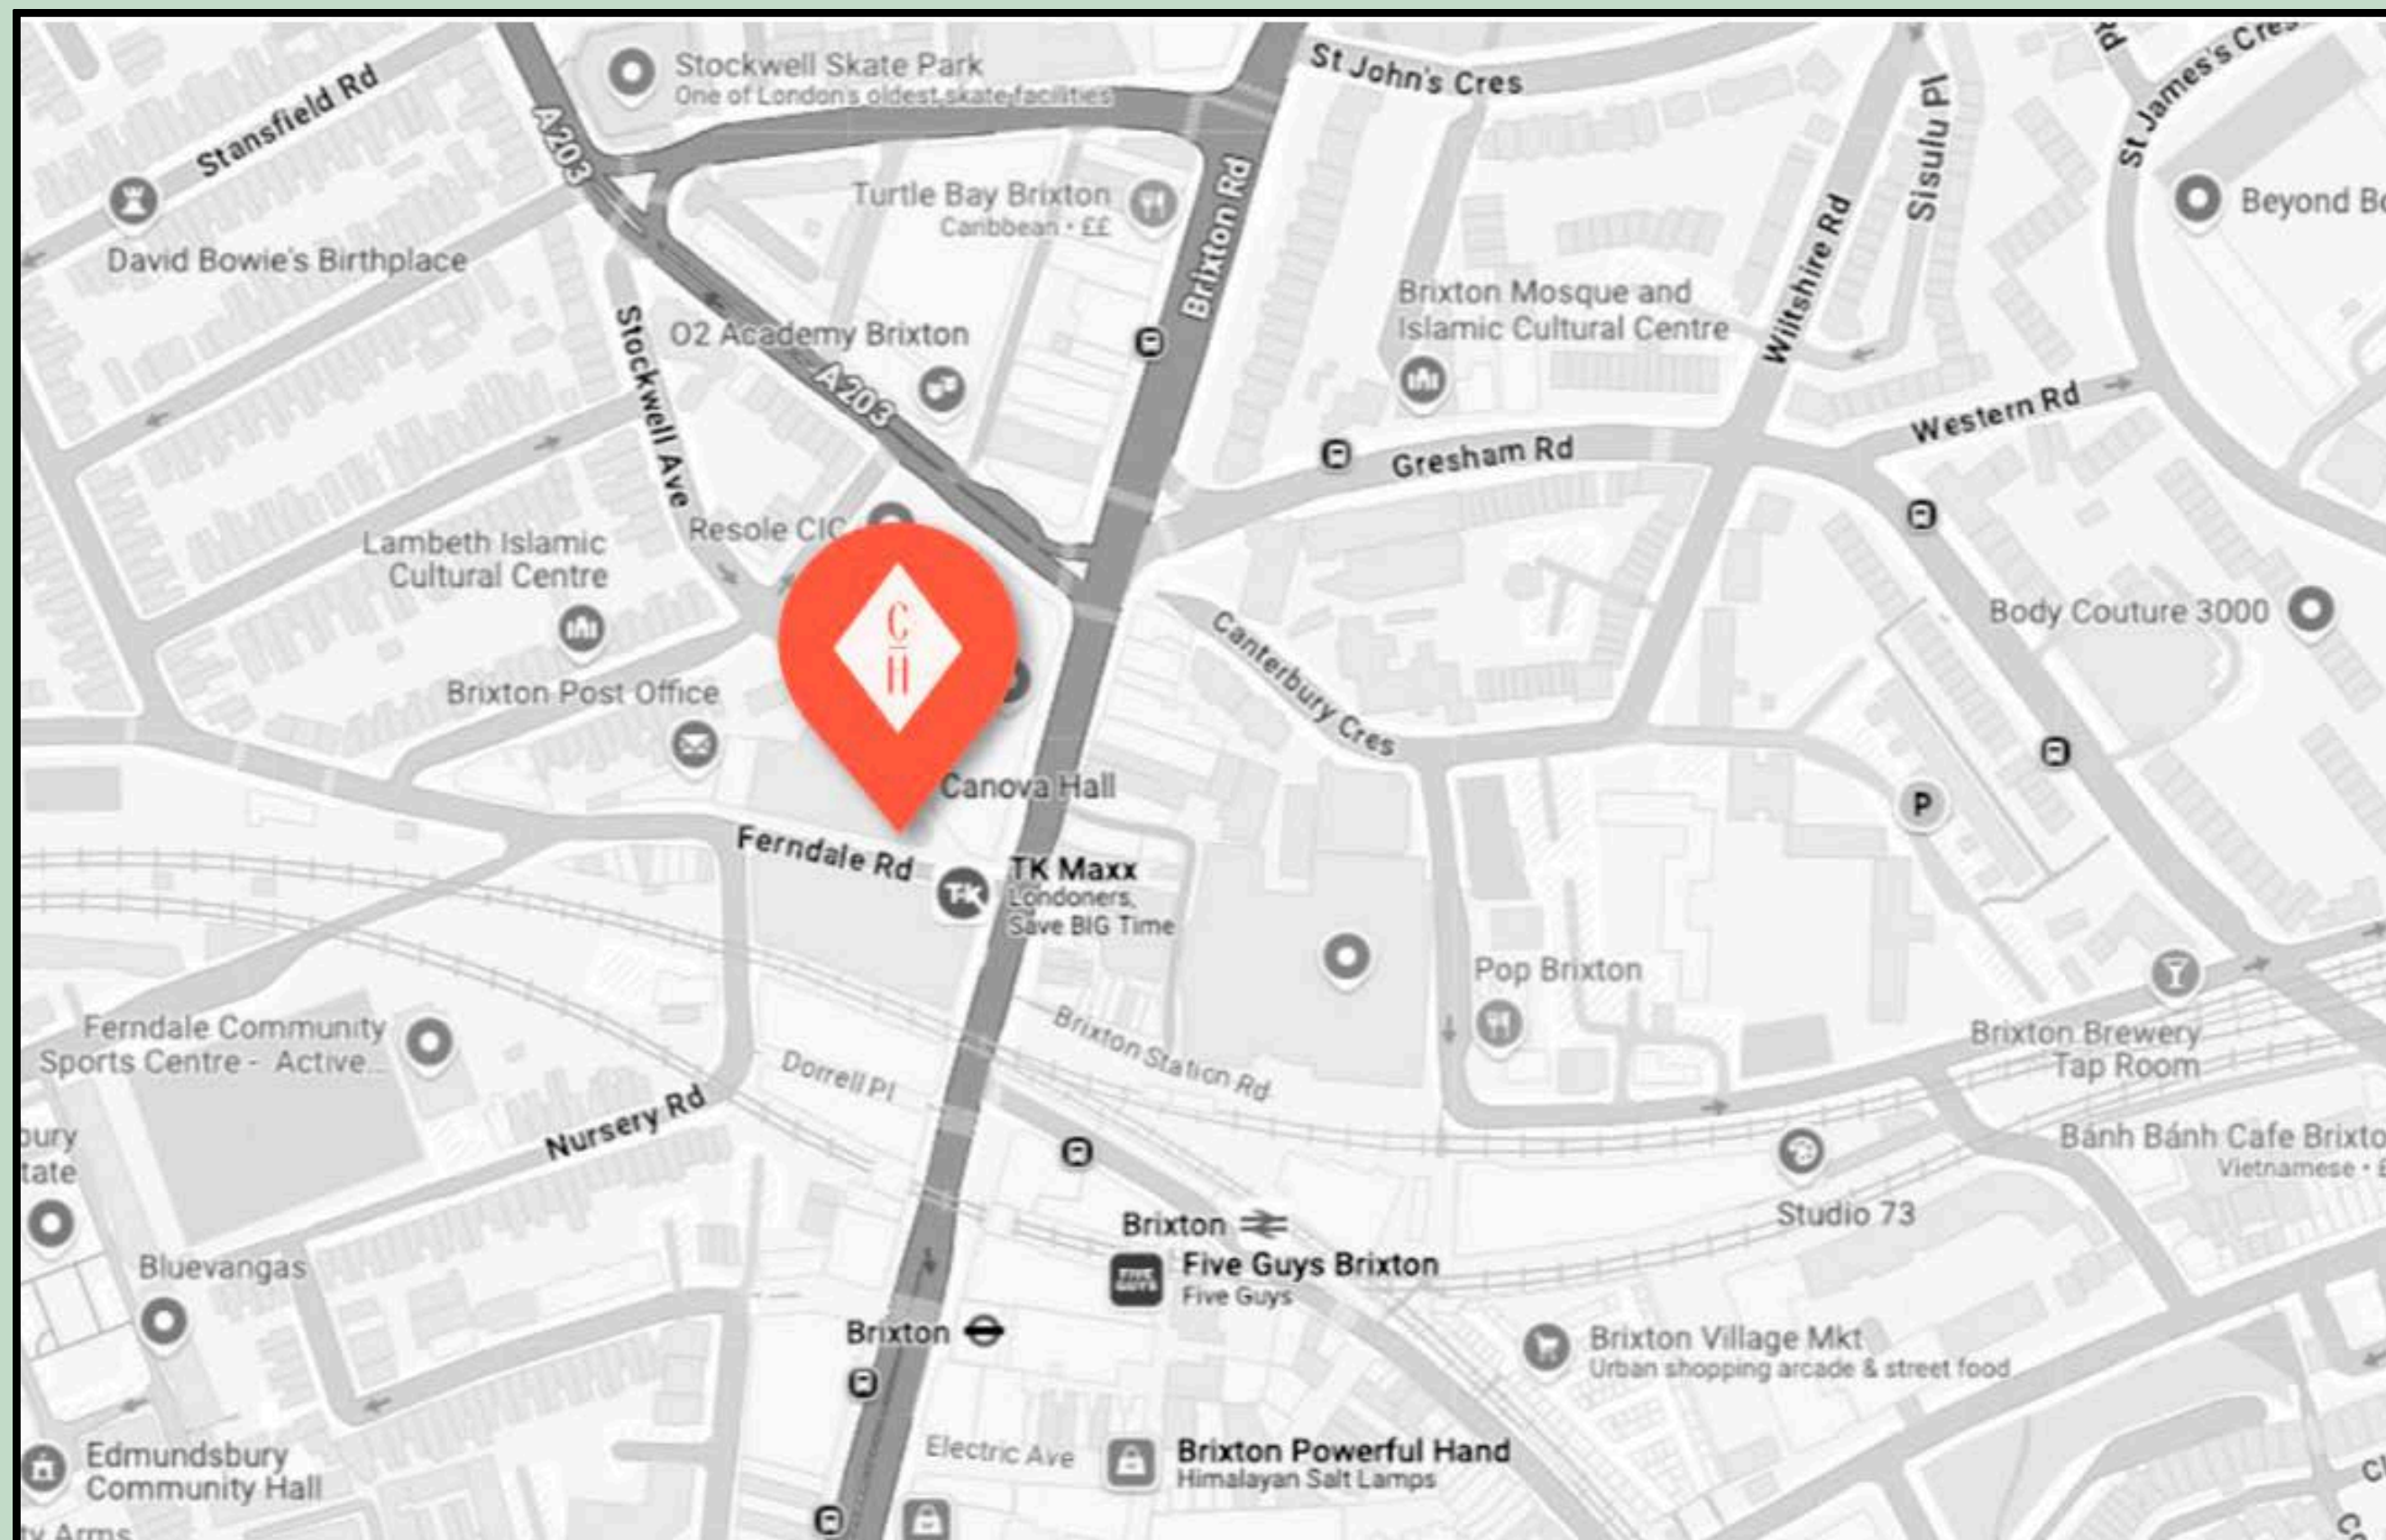 Stockwell Skate Park
One of London's oldest skate facilities
St John's Cres
Rd
St James's Cres
Stansfield Rd
A203
Sisulu Pl
Turtle Bay Brixton
Caribbean · ££
Brixton Rd
Wiltshire Rd
Beyond
David Bowie's Birthplace
Brixton Mosque and
Islamic Cultural Centre
O2 Academy Brixton
Stockwell Ave
A203
Western Rd
Gresham Rd
Resole CIC
Lambeth Islamic
Cultural Centre
C
H
Body Couture 3000
Canterbury Cres
Brixton Post Office
Canova Hall
P
Ferndale Rd
TK
TK Maxx
Londoners,
Save BIG Time
Pop Brixton
Ferndale Community
Sports Centre - Active...
Brixton Station Rd
Dorrell Pl
Brixton Brewery
Tap Room
Nursery Rd
bury
tate
Bánh Bánh Cafe Brixto
Vietnamese · £
Studio 73
Brixton
Five Guys Brixton
Five Guys
Bluevangas
Brixton
Brixton Village Mkt
Urban shopping arcade & street food
Electric Ave
Brixton Powerful Hand
Himalayan Salt Lamps
Edmundsbury
Community Hall
ty Arms